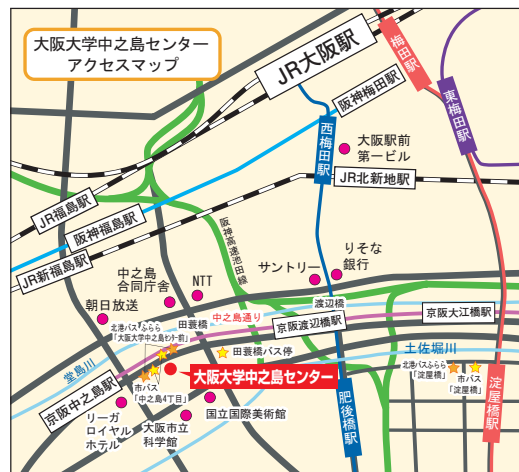 大阪大学中之島センター
アクセスマップ
JR大阪駅
梅田駅
東梅田駅
阪神梅田駅
西梅田駅
大阪駅前
第一ビル
JR北新地駅
JR福島駅
阪神福島駅
JR新福島駅
阪神高速池田線
中之島
合同庁舎
NTT
サントリー
りそな
銀行
朝日放送
渡辺橋
北港バスふらら
「大阪大学中之島センター前」
田蓑橋
中之島通り
京阪渡辺橋駅
京阪大江橋駅
堂島川
田蓑橋バス停
土佐堀川
北港バスふらら
「淀屋橋」
市バス
「淀屋橋」
京阪中之島駅
市バス
「中之島4丁目」
大阪大学中之島センター
リーガ
ロイヤル
ホテル
大阪市立
科学館
国立国際美術館
肥後橋駅
淀屋橋駅